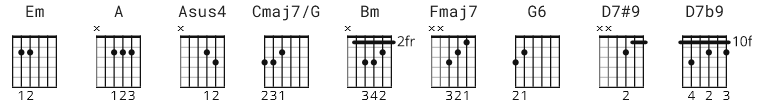 Em A Asus4 Cmaj7/G Bm Fmaj7 G6 D7#9 D7b9
× × × ×× ××
2fr 10f
12 123 12 231 342 321 21 2 4 2 3